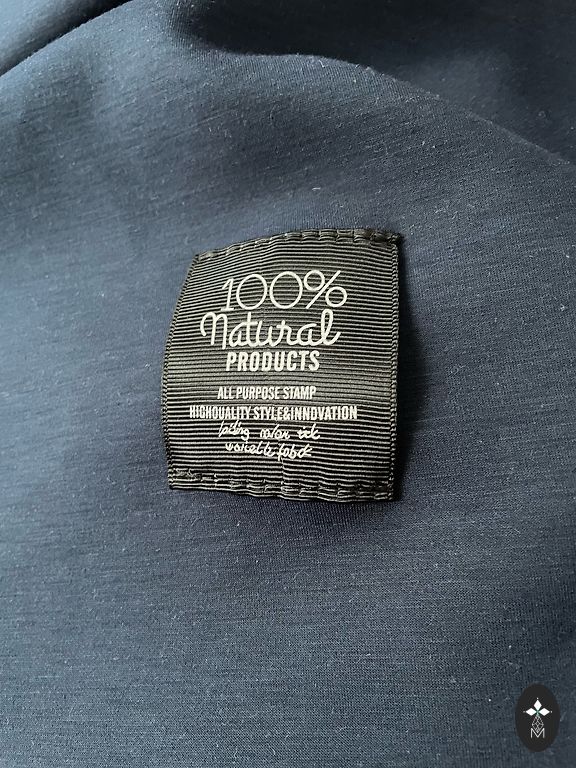 100%
Natural
PRODUCTS
ALL PURPOSE STAMP
HIGHQUALITY STYLE&INNOVATION
M